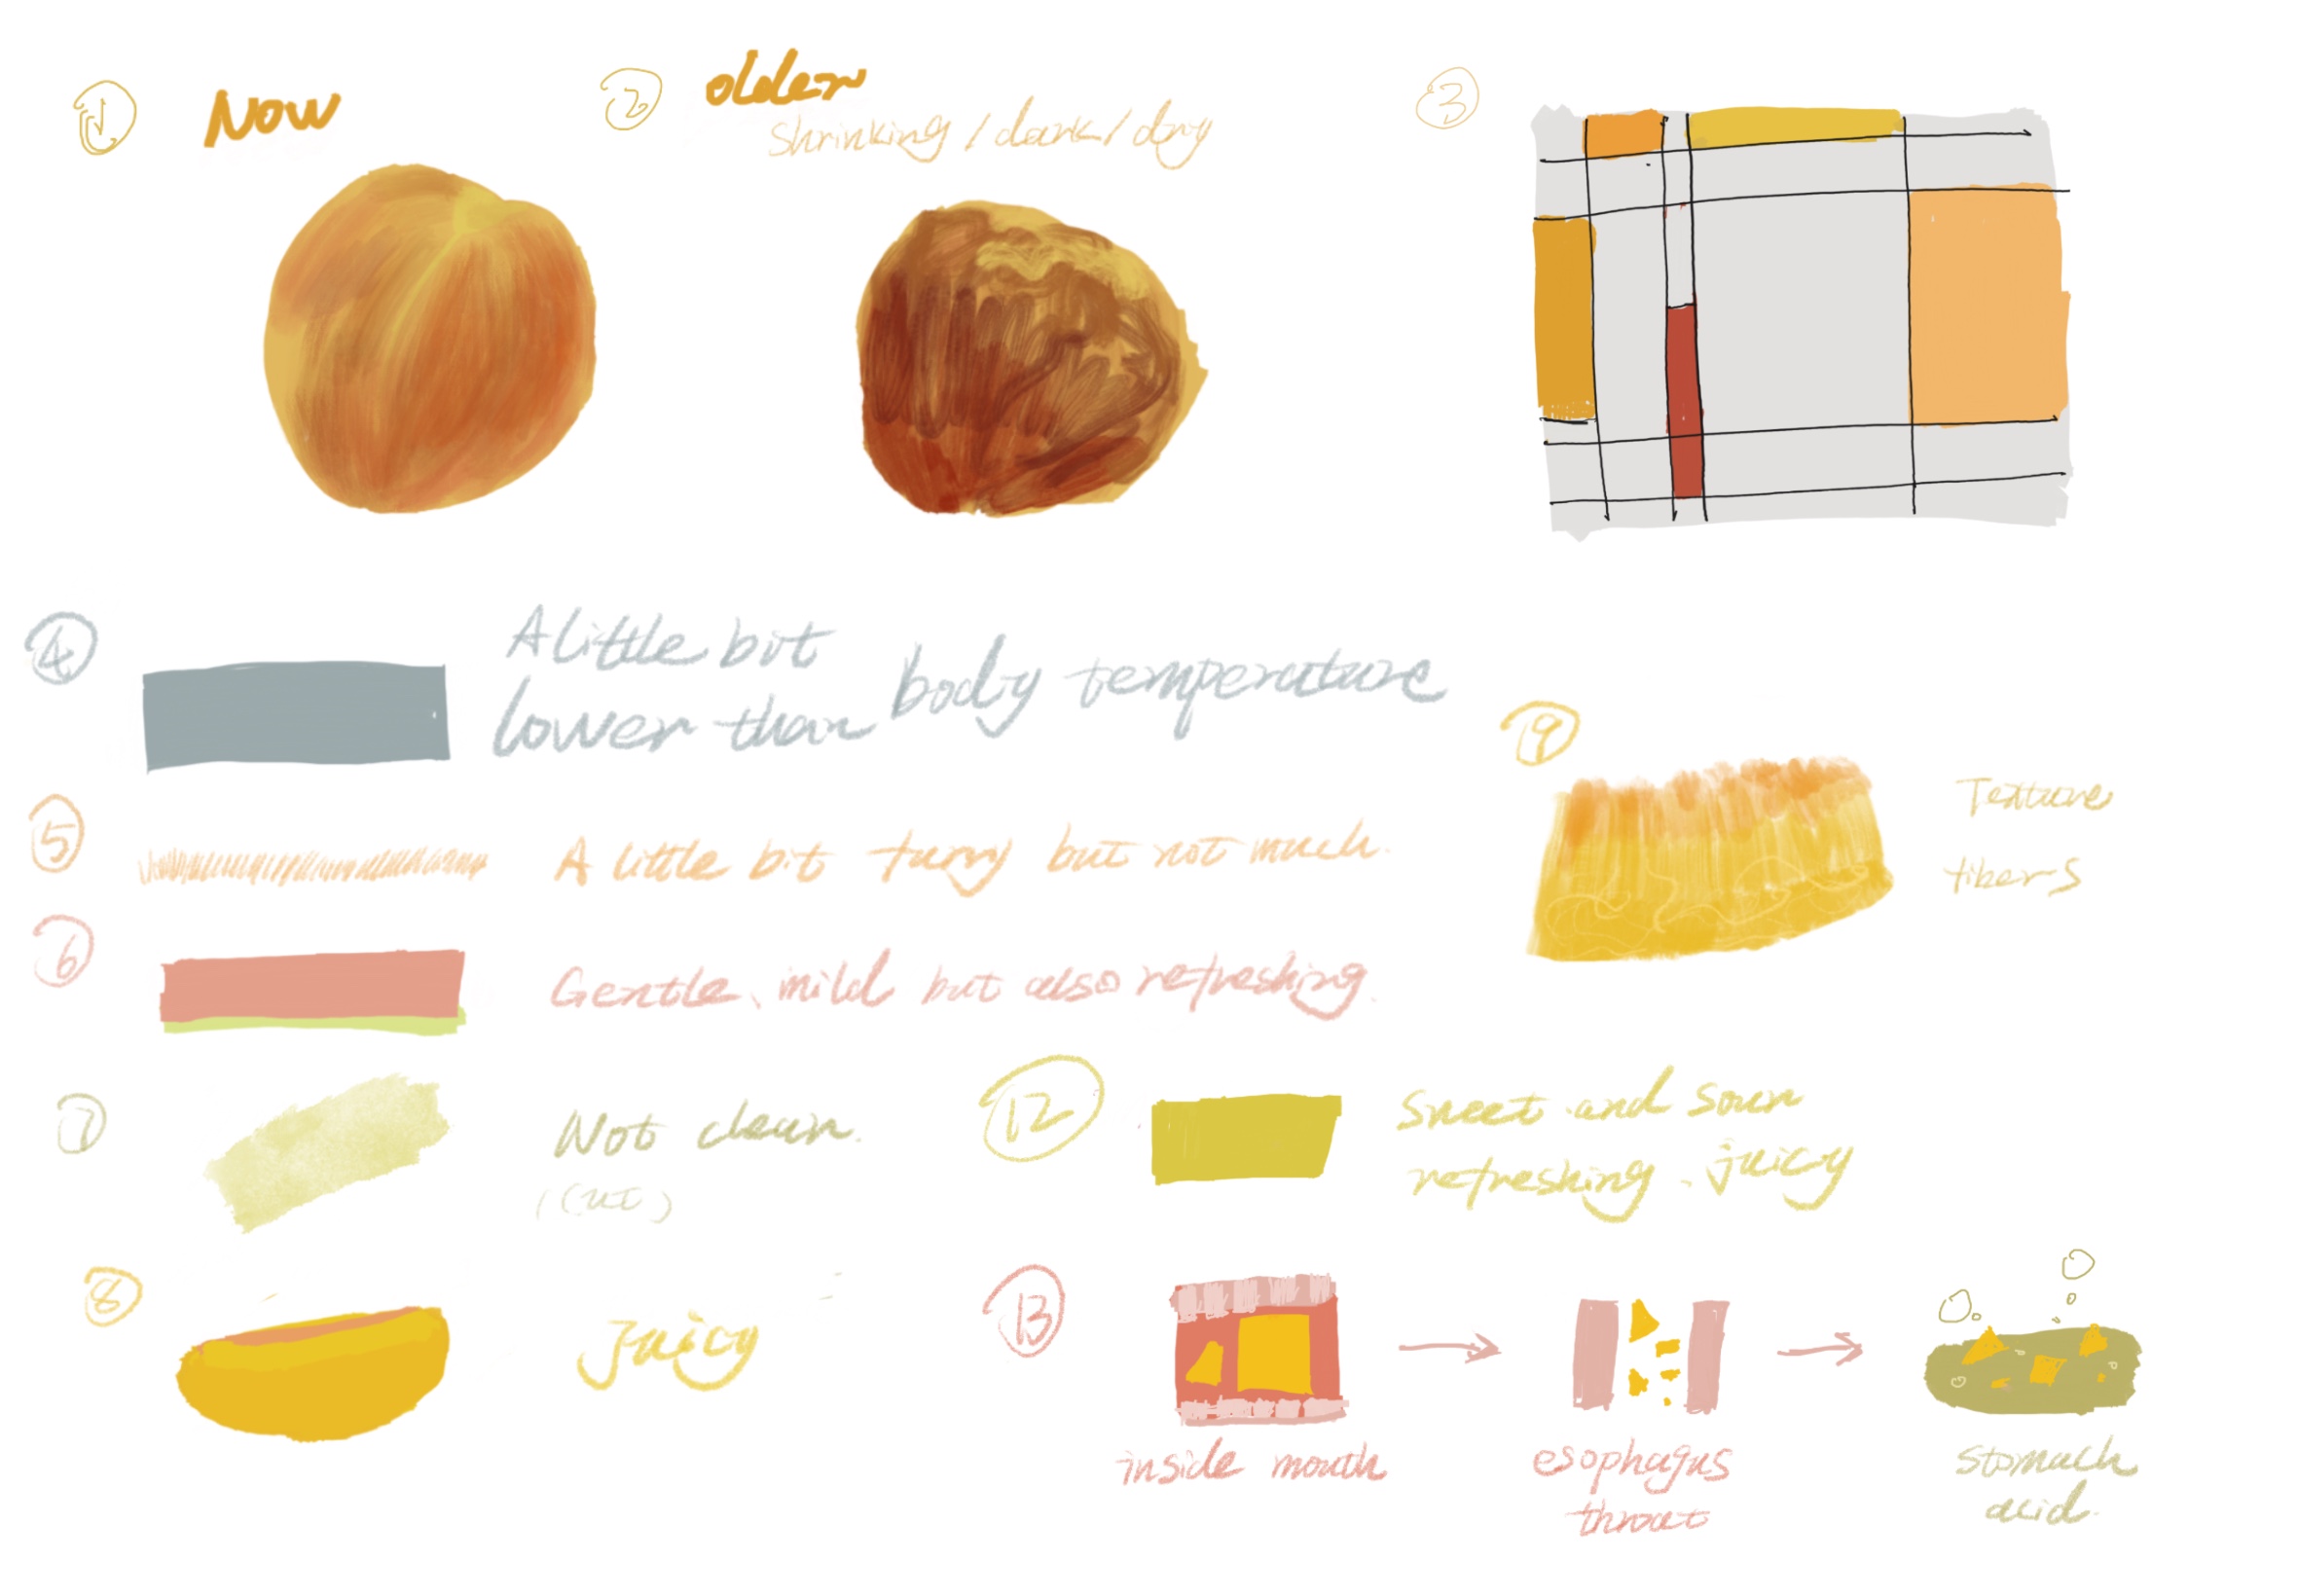 ① Now
② older
shrinking / dark / dry
③
④ A little bit
lower than body temperature
⑤ A little bit furry but not much.
⑥ Gentle、mild but also refreshing.
⑦ Not clean.
(cut)
⑧ Juicy
⑨ Texture
fibers
⑫ Sweet and sour
refreshing、juicy
⑬
inside mouth
esophagus
throat
stomach
acid.